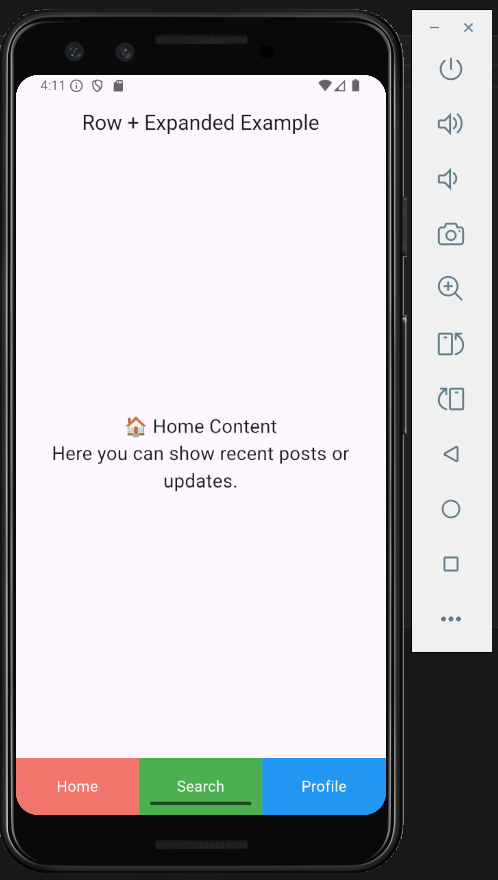 4:11
Row + Expanded Example
🏠 Home Content
Here you can show recent posts or
updates.
Home Search Profile